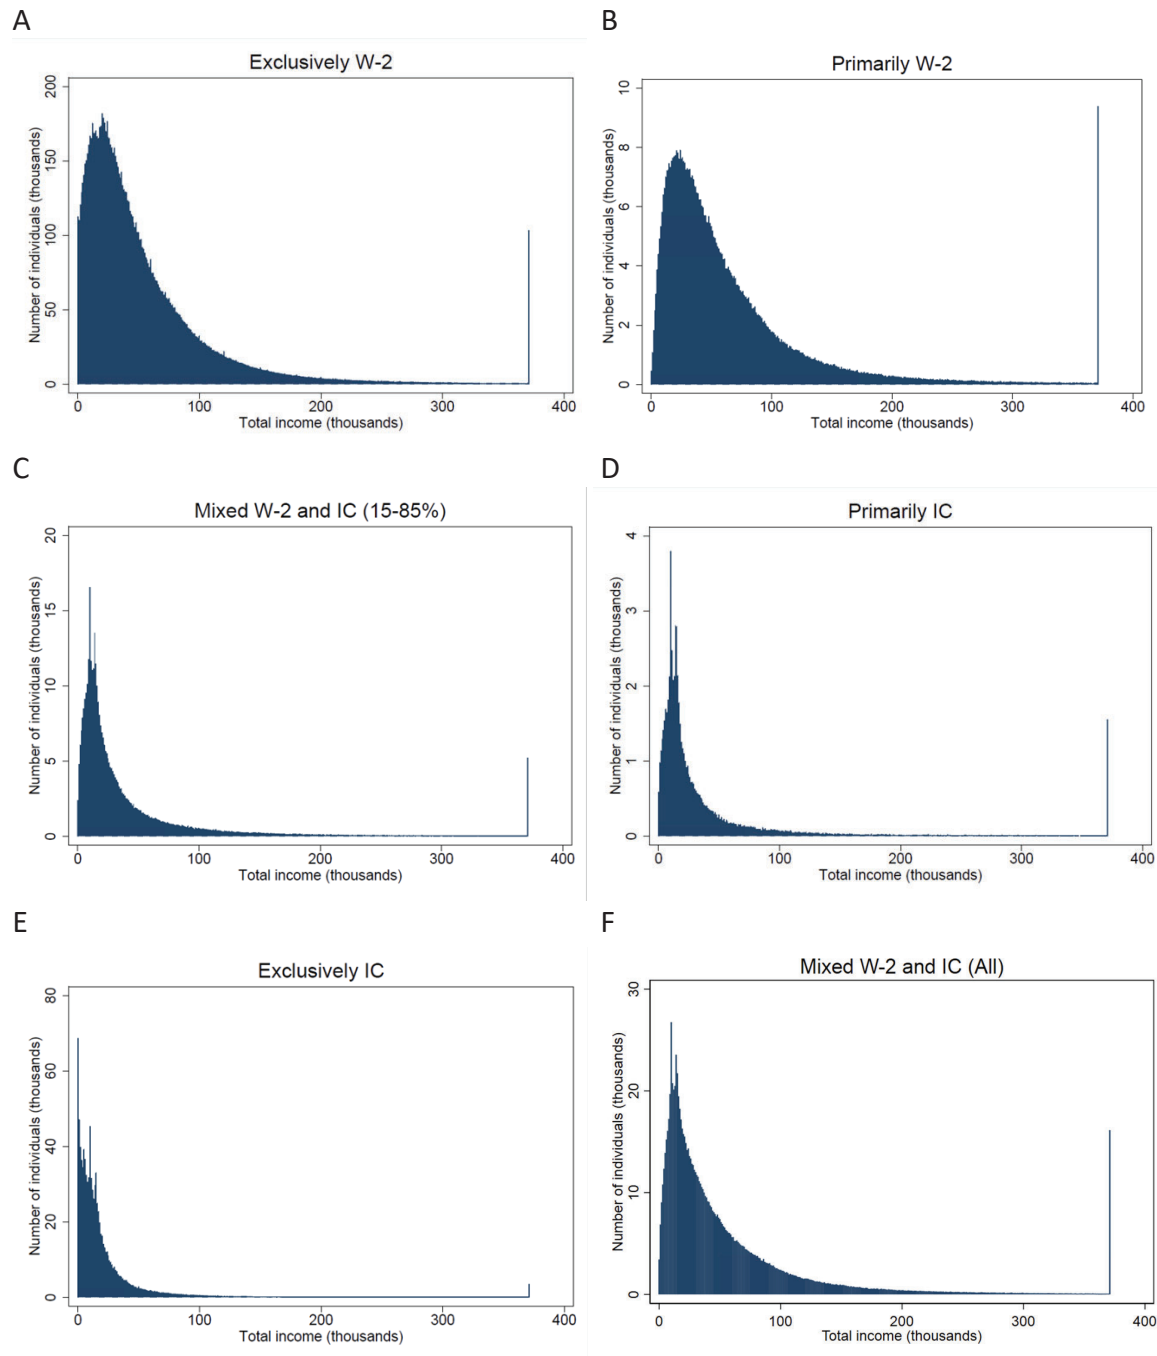 A
Exclusively W-2
Number of individuals (thousands)
200
150
100
50
0
0 100 200 300 400
Total income (thousands)
B
Primarily W-2
Number of individuals (thousands)
10
8
6
4
2
0
0 100 200 300 400
Total income (thousands)
C
Mixed W-2 and IC (15-85%)
Number of individuals (thousands)
20
15
10
5
0
0 100 200 300 400
Total income (thousands)
D
Primarily IC
Number of individuals (thousands)
4
3
2
1
0
0 100 200 300 400
Total income (thousands)
E
Exclusively IC
Number of individuals (thousands)
80
60
40
20
0
0 100 200 300 400
Total income (thousands)
F
Mixed W-2 and IC (All)
Number of individuals (thousands)
30
20
10
0
0 100 200 300 400
Total income (thousands)